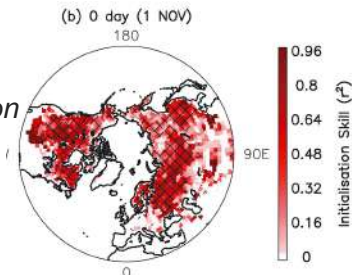 (b) 0 day (1 NOV)
180
on
90E
0
0.96
0.8
0.64
0.48
0.32
0.16
0
Initialisation Skill (r²)